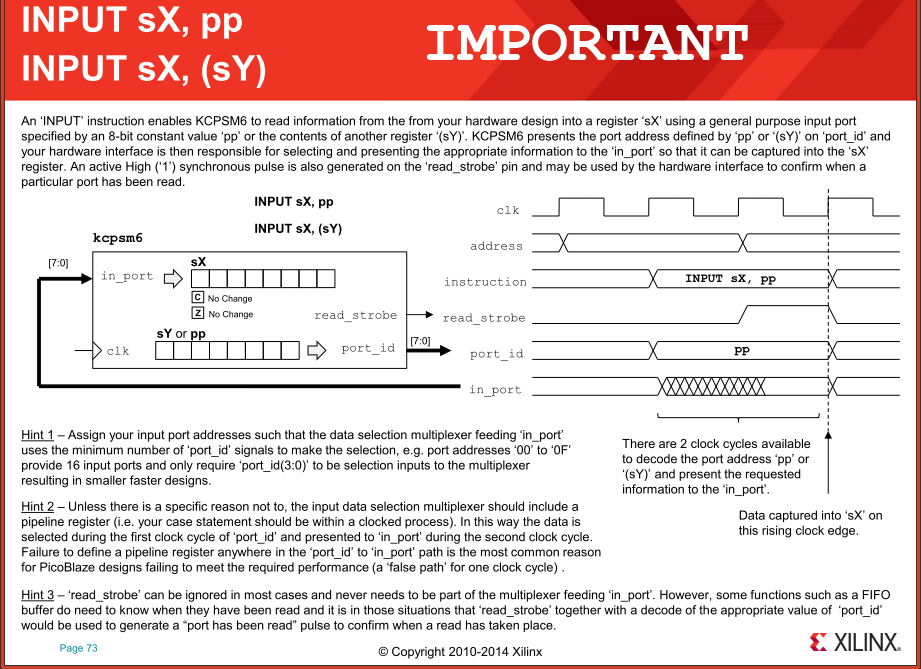 INPUT sX, pp
INPUT sX, (sY)
IMPORTANT
An ‘INPUT’ instruction enables KCPSM6 to read information from the from your hardware design into a register ‘sX’ using a general purpose input port
specified by an 8-bit constant value ‘pp’ or the contents of another register ‘(sY)’. KCPSM6 presents the port address defined by ‘pp’ or ‘(sY)’ on ‘port_id’ and
your hardware interface is then responsible for selecting and presenting the appropriate information to the ‘in_port’ so that it can be captured into the ‘sX’
register. An active High (‘1’) synchronous pulse is also generated on the ‘read_strobe’ pin and may be used by the hardware interface to confirm when a
particular port has been read.
INPUT sX, pp
INPUT sX, (sY)
kcpsm6
[7:0]
in_port
sX
C No Change
Z No Change
read_strobe
sY or pp
clk
port_id
[7:0]
clk
address
instruction
INPUT sX, pp
read_strobe
port_id
pp
in_port
There are 2 clock cycles available
to decode the port address ‘pp’ or
‘(sY)’ and present the requested
information to the ‘in_port’.
Data captured into ‘sX’ on
this rising clock edge.
Hint 1 – Assign your input port addresses such that the data selection multiplexer feeding ‘in_port’
uses the minimum number of ‘port_id’ signals to make the selection, e.g. port addresses ‘00’ to ‘0F’
provide 16 input ports and only require ‘port_id(3:0)’ to be selection inputs to the multiplexer
resulting in smaller faster designs.
Hint 2 – Unless there is a specific reason not to, the input data selection multiplexer should include a
pipeline register (i.e. your case statement should be within a clocked process). In this way the data is
selected during the first clock cycle of ‘port_id’ and presented to ‘in_port’ during the second clock cycle.
Failure to define a pipeline register anywhere in the ‘port_id’ to ‘in_port’ path is the most common reason
for PicoBlaze designs failing to meet the required performance (a ‘false path’ for one clock cycle) .
Hint 3 – ‘read_strobe’ can be ignored in most cases and never needs to be part of the multiplexer feeding ‘in_port’. However, some functions such as a FIFO
buffer do need to know when they have been read and it is in those situations that ‘read_strobe’ together with a decode of the appropriate value of ‘port_id’
would be used to generate a “port has been read” pulse to confirm when a read has taken place.
Page 73
© Copyright 2010-2014 Xilinx
XILINX®